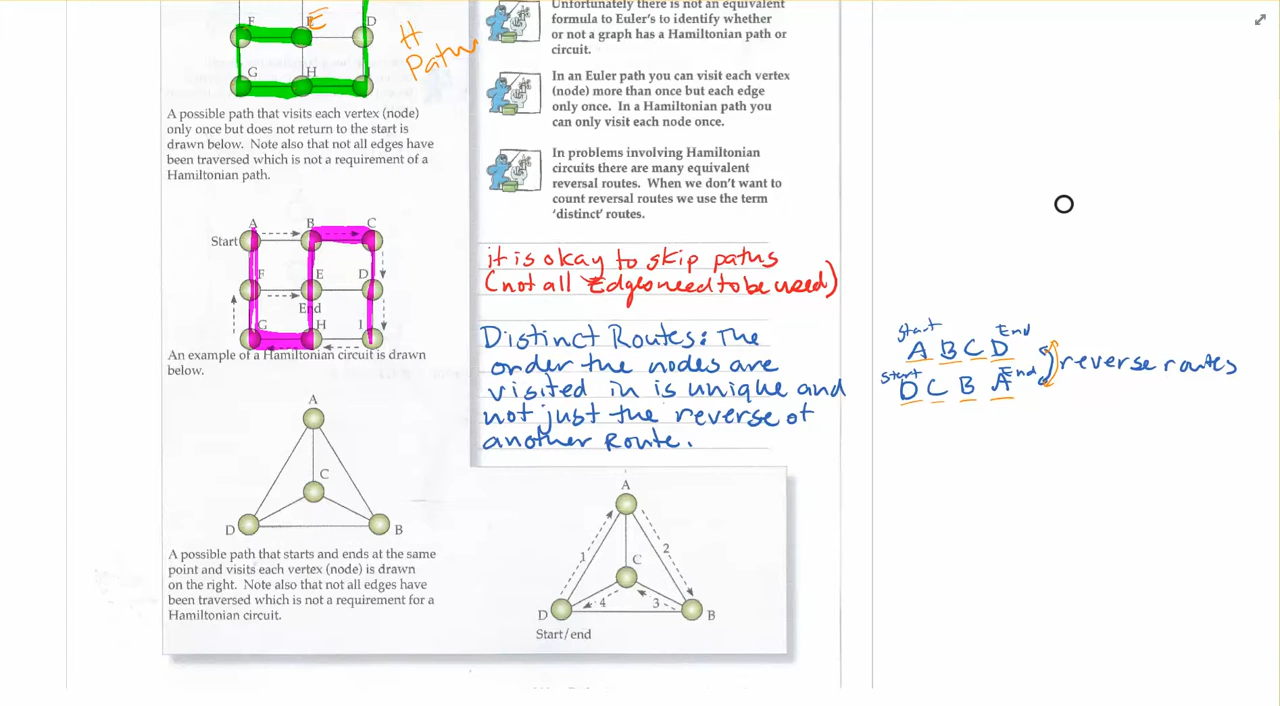 F
E
D
H
Paths
G
H
A possible path that visits each vertex (node)
only once but does not return to the start is
drawn below. Note also that not all edges have
been traversed which is not a requirement of a
Hamiltonian path.
A
B
C
Start
F
E
D
End
G
H
I
An example of a Hamiltonian circuit is drawn
below.
A
C
D
B
A possible path that starts and ends at the same
point and visits each vertex (node) is drawn
on the right. Note also that not all edges have
been traversed which is not a requirement for a
Hamiltonian circuit.
Unfortunately there is not an equivalent
formula to Euler's to identify whether
or not a graph has a Hamiltonian path or
circuit.
In an Euler path you can visit each vertex
(node) more than once but each edge
only once. In a Hamiltonian path you
can only visit each node once.
In problems involving Hamiltonian
circuits there are many equivalent
reversal routes. When we don't want to
count reversal routes we use the term
'distinct' routes.
it is okay to skip paths
(not all Edges need to be used)
Distinct Routes: The
order the nodes are
visited in is unique and
not just the reverse of
another Route.
A
1
2
C
4
3
D
B
Start/end
Start End
A B C D
Start End
D C B A
reverse routes